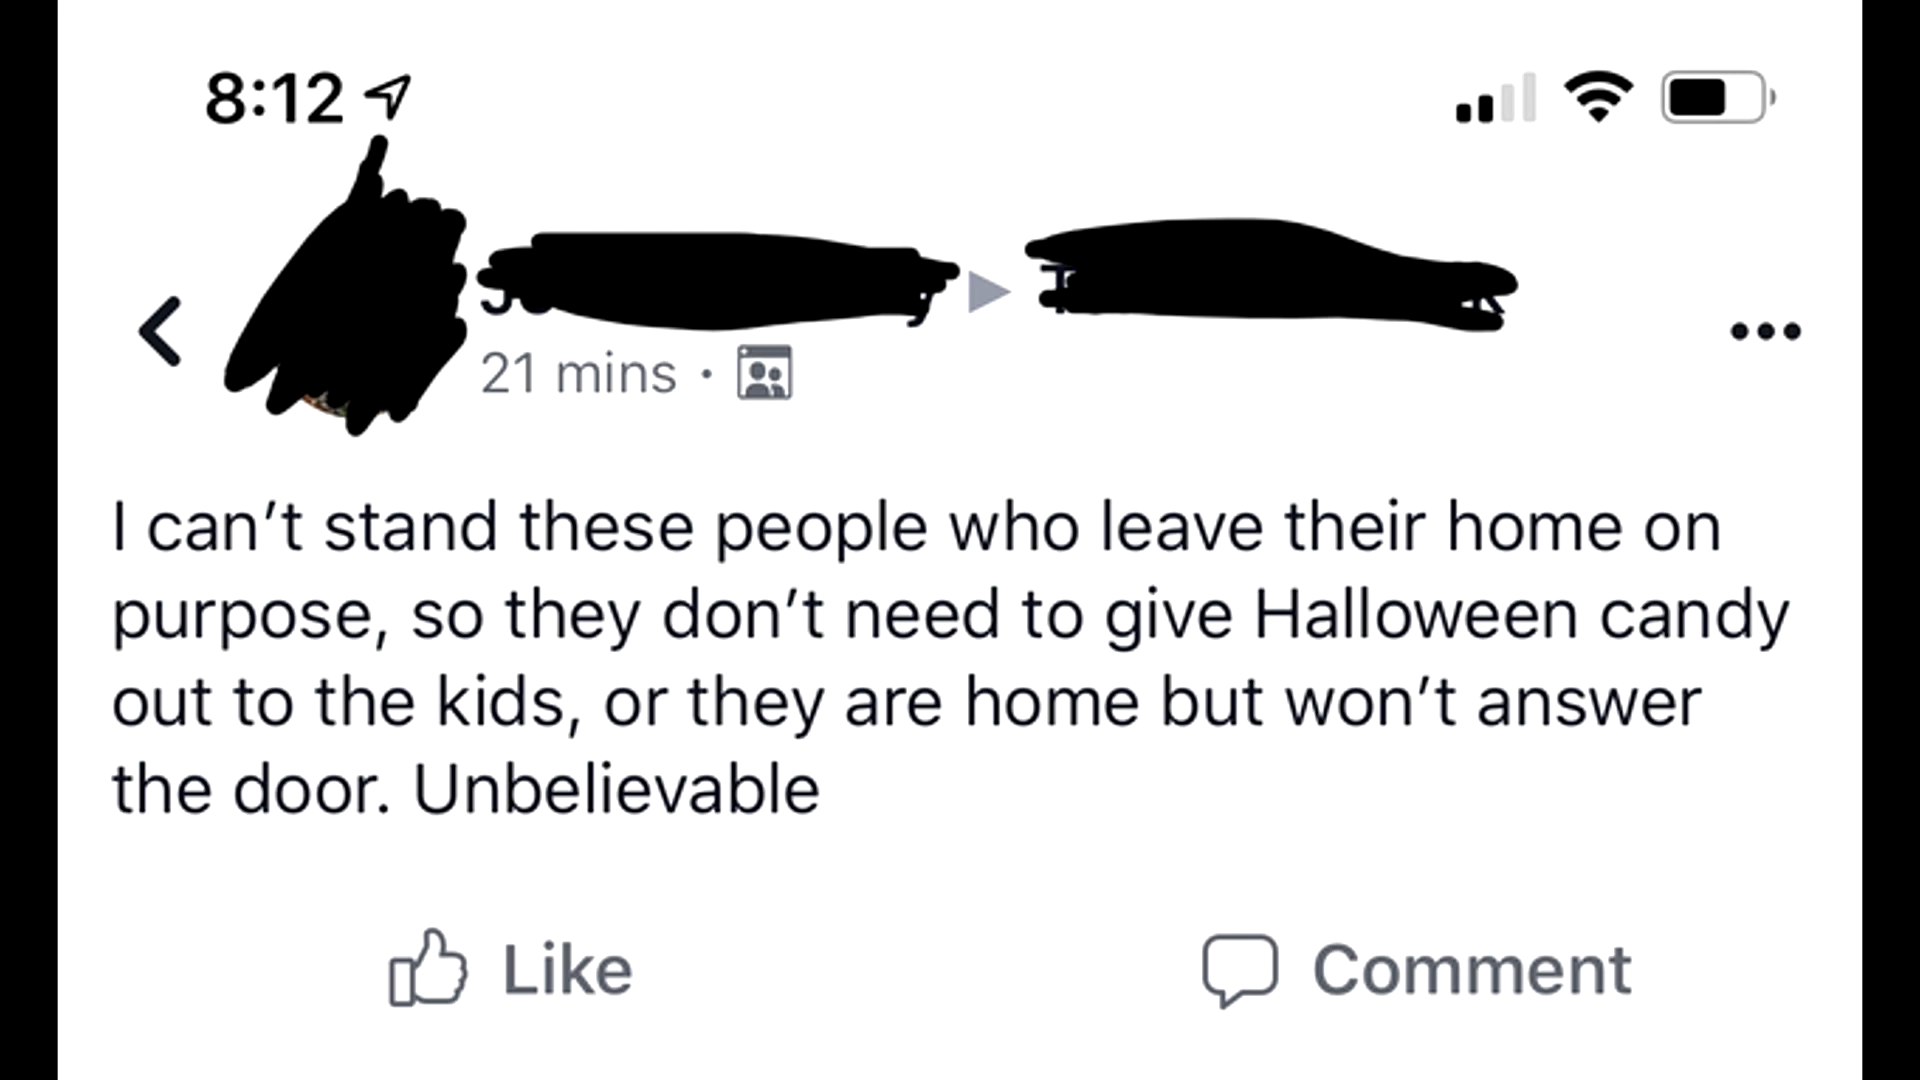 8:12
21 mins ·
I can’t stand these people who leave their home on
purpose, so they don’t need to give Halloween candy
out to the kids, or they are home but won’t answer
the door. Unbelievable
Like
Comment